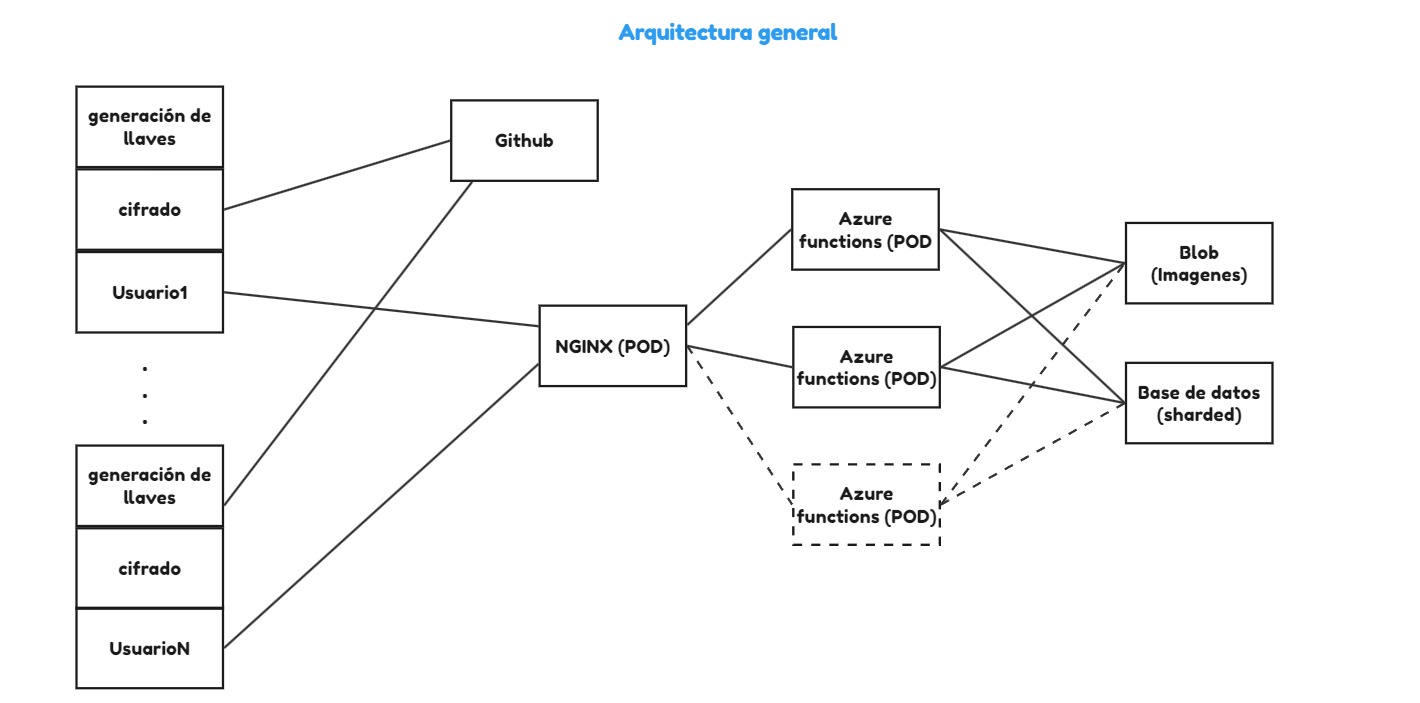 Arquitectura general
generación de
llaves
cifrado
Usuario1
.
.
.
generación de
llaves
cifrado
UsuarioN
Github
NGINX (POD)
Azure
functions (POD
Azure
functions (POD)
Azure
functions (POD)
Blob
(Imagenes)
Base de datos
(sharded)